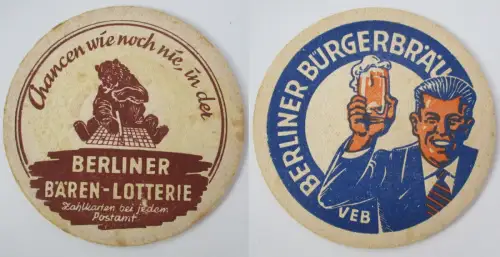 Chancen wie noch nie, in der
BERLINER
BÄREN-LOTTERIE
Zahlkarten bei jedem
Postamt
BERLINER BÜRGERBRÄU
VEB